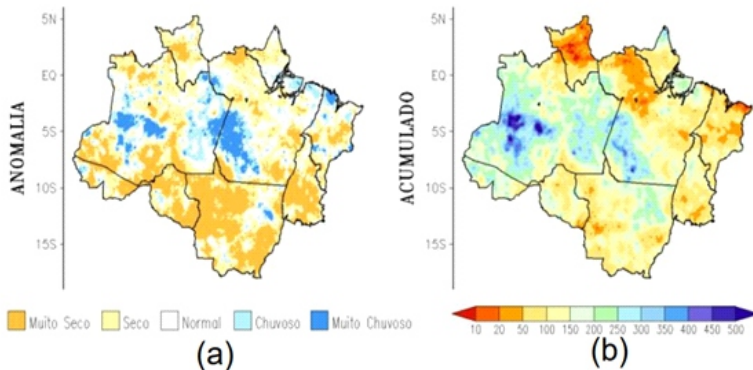 5N
EQ
5S
10S
15S
ANOMALIA
Muito Seco
Seco
Normal
Chuvoso
Muito Chuvoso
(a)
5N
EQ
5S
10S
15S
ACUMULADO
10 20 50 100 150 200 250 300 350 400 450 500
(b)